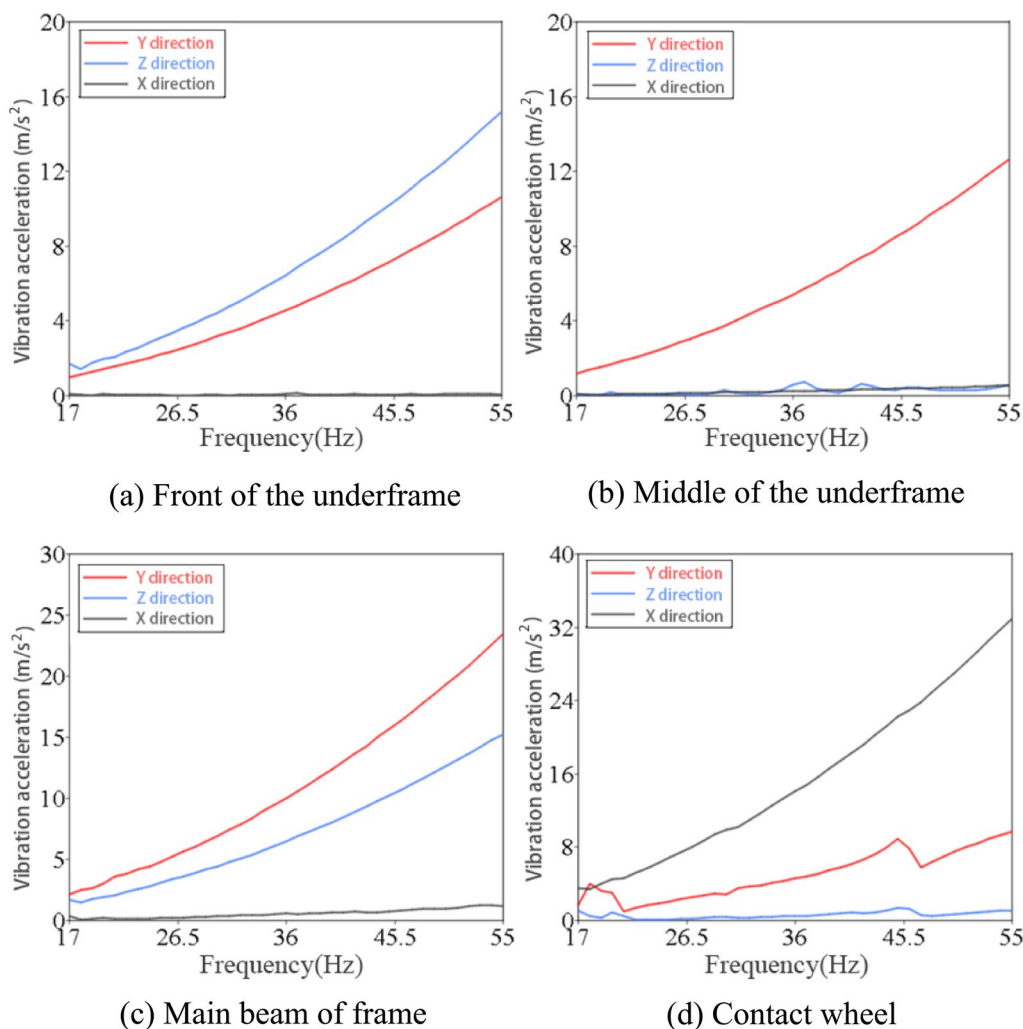 20
16
12
8
4
0
Vibration acceleration (m/s²)
Y direction
Z direction
X direction
17 26.5 36 45.5 55
Frequency(Hz)
(a) Front of the underframe
20
16
12
8
4
0
Vibration acceleration (m/s²)
Y direction
Z direction
X direction
17 26.5 36 45.5 55
Frequency(Hz)
(b) Middle of the underframe
30
25
20
15
10
5
0
Vibration acceleration (m/s²)
Y direction
Z direction
X direction
17 26.5 36 45.5 55
Frequency(Hz)
(c) Main beam of frame
40
32
24
16
8
0
Vibration acceleration (m/s²)
Y direction
Z direction
X direction
17 26.5 36 45.5 55
Frequency(Hz)
(d) Contact wheel